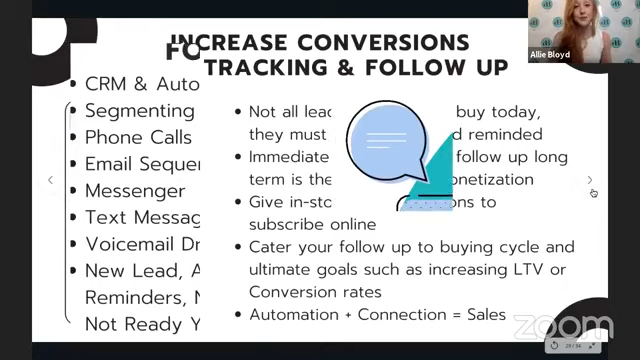 INCREASE CONVERSIONS
FO
TRACKING & FOLLOW UP
CRM & Auto
Segmenting
Phone Calls
Email Sequen
Messenger
Text Messag
Voicemail Dr
New Lead, A
Reminders, N
Not Ready Y
Not all lead buy today,
they must d reminded
Immediate follow up long
term is the onetization
Give in-sto ons to
subscribe online
Cater your follow up to buying cycle and
ultimate goals such as increasing LTV or
Conversion rates
Automation + Connection = Sales
Allie Bloyd
zoom